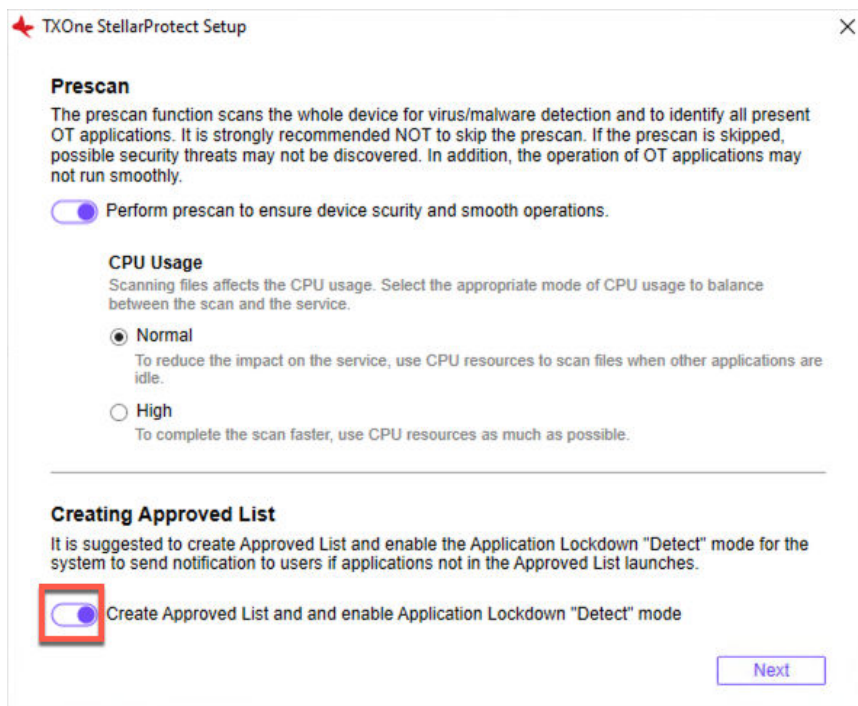 TXOne StellarProtect Setup
Prescan
The prescan function scans the whole device for virus/malware detection and to identify all present
OT applications. It is strongly recommended NOT to skip the prescan. If the prescan is skipped,
possible security threats may not be discovered. In addition, the operation of OT applications may
not run smoothly.
Perform prescan to ensure device scurity and smooth operations.
CPU Usage
Scanning files affects the CPU usage. Select the appropriate mode of CPU usage to balance
between the scan and the service.
Normal
To reduce the impact on the service, use CPU resources to scan files when other applications are
idle.
High
To complete the scan faster, use CPU resources as much as possible.
Creating Approved List
It is suggested to create Approved List and enable the Application Lockdown "Detect" mode for the
system to send notification to users if applications not in the Approved List launches.
Create Approved List and and enable Application Lockdown "Detect" mode
Next